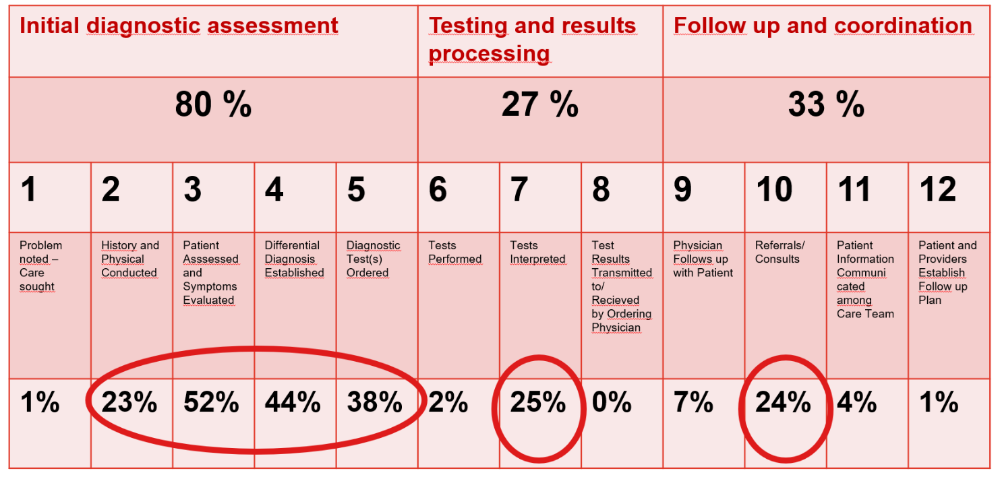 Initial diagnostic assessment
Testing and results
processing
Follow up and coordination
80 %
27 %
33 %
1
2
3
4
5
6
7
8
9
10
11
12
Problem
noted –
Care
sought
History and
Physical
Conducted
Patient
Asssessed
and
Symptoms
Evaluated
Differential
Diagnosis
Established
Diagnostic
Test(s)
Ordered
Tests
Performed
Tests
Interpreted
Test
Results
Transmitted
to/
Recieved
by Ordering
Physician
Physician
Follows up
with Patient
Referrals/
Consults
Patient
Information
Communi
cated
among
Care Team
Patient and
Providers
Establish
Follow up
Plan
1%
23%
52%
44%
38%
2%
25%
0%
7%
24%
4%
1%